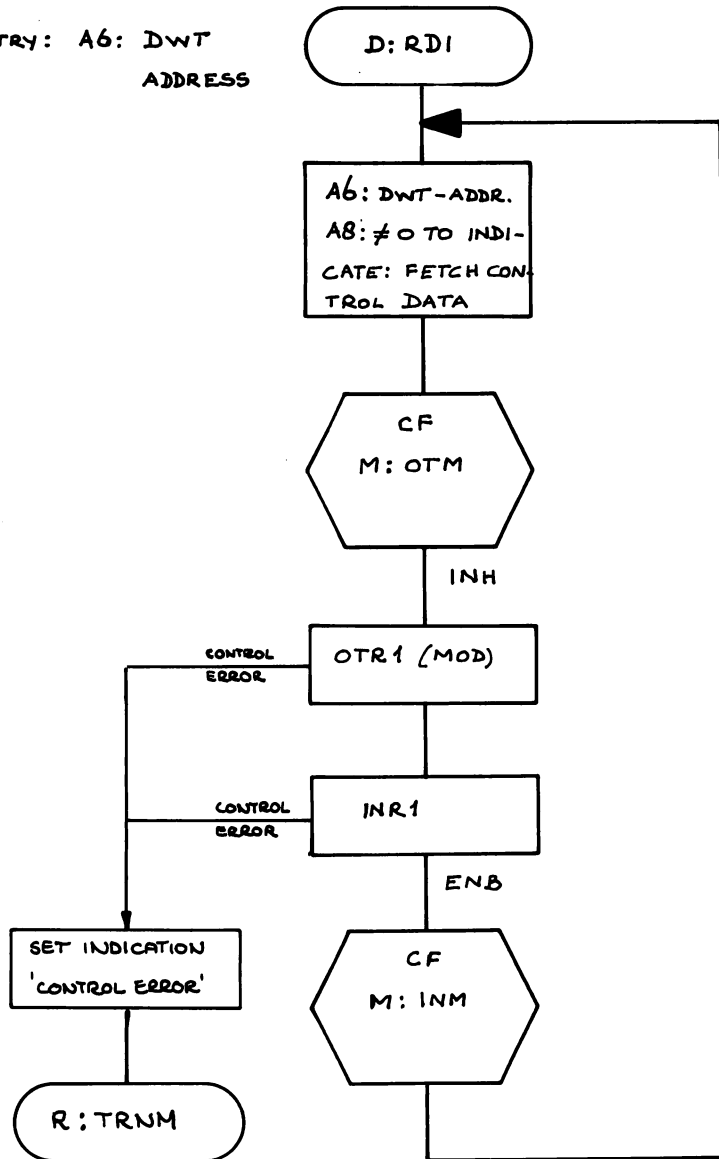 TRY: A6: DWT
ADDRESS
D: RDI
A6: DWT-ADDR.
A8: ≠ 0 TO INDI-
CATE: FETCH CON-
TROL DATA
CF
M: OTM
INH
CONTROL
ERROR
OTR1 (MOD)
CONTROL
ERROR
INR1
ENB
SET INDICATION
'CONTROL ERROR'
CF
M: INM
R: TRNM